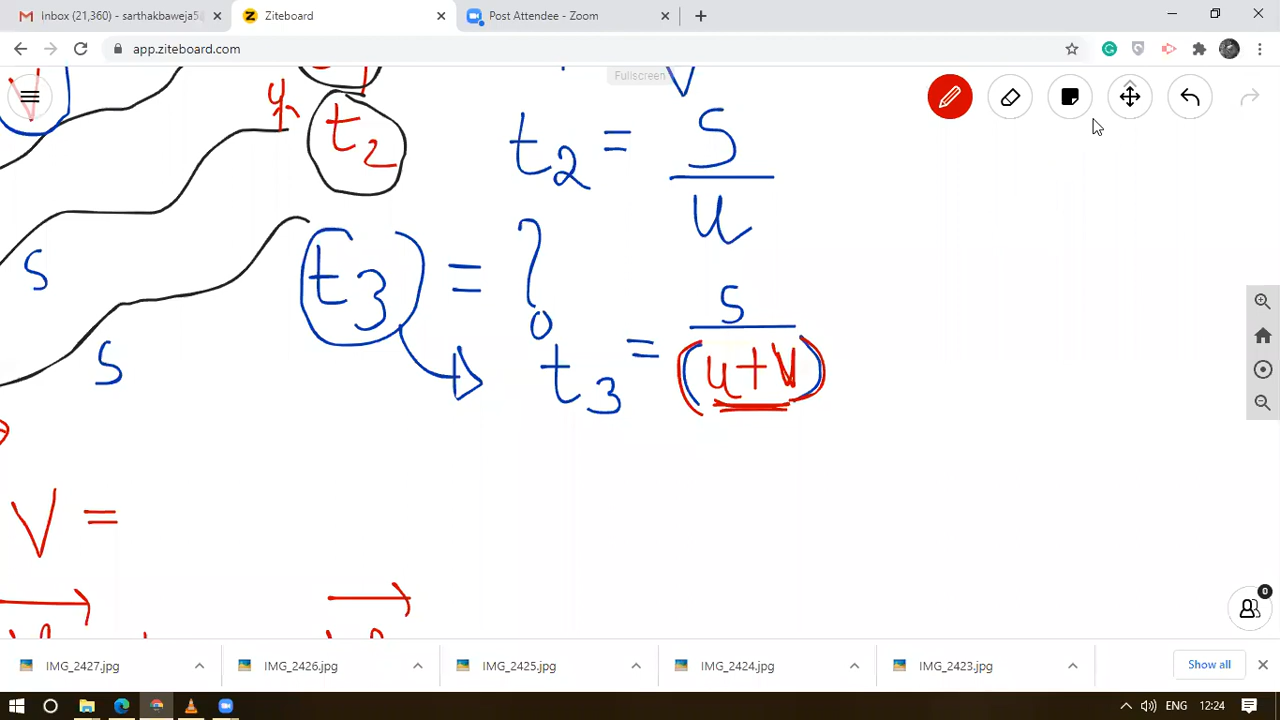 Inbox (21,360) - sarthakbaweja5
Ziteboard
Post Attendee - Zoom
app.ziteboard.com
Fullscreen
V
t2
t2 = S/u
S
t3 = ?
t3 = S/(u+V)
S
V =
0
IMG_2427.jpg
IMG_2426.jpg
IMG_2425.jpg
IMG_2424.jpg
IMG_2423.jpg
Show all
ENG
12:24